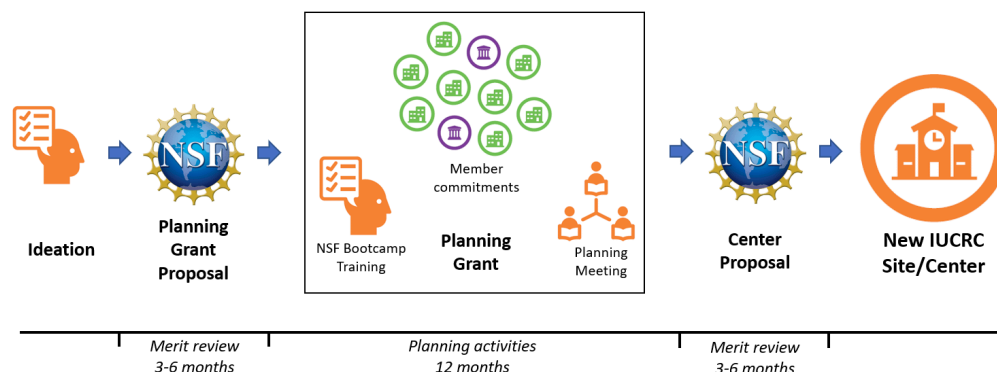 NSF
NSF
Member
commitments
Ideation
Planning
Grant
Proposal
NSF Bootcamp
Training
Planning
Grant
Planning
Meeting
Center
Proposal
New IUCRC
Site/Center
Merit review
3-6 months
Planning activities
12 months
Merit review
3-6 months